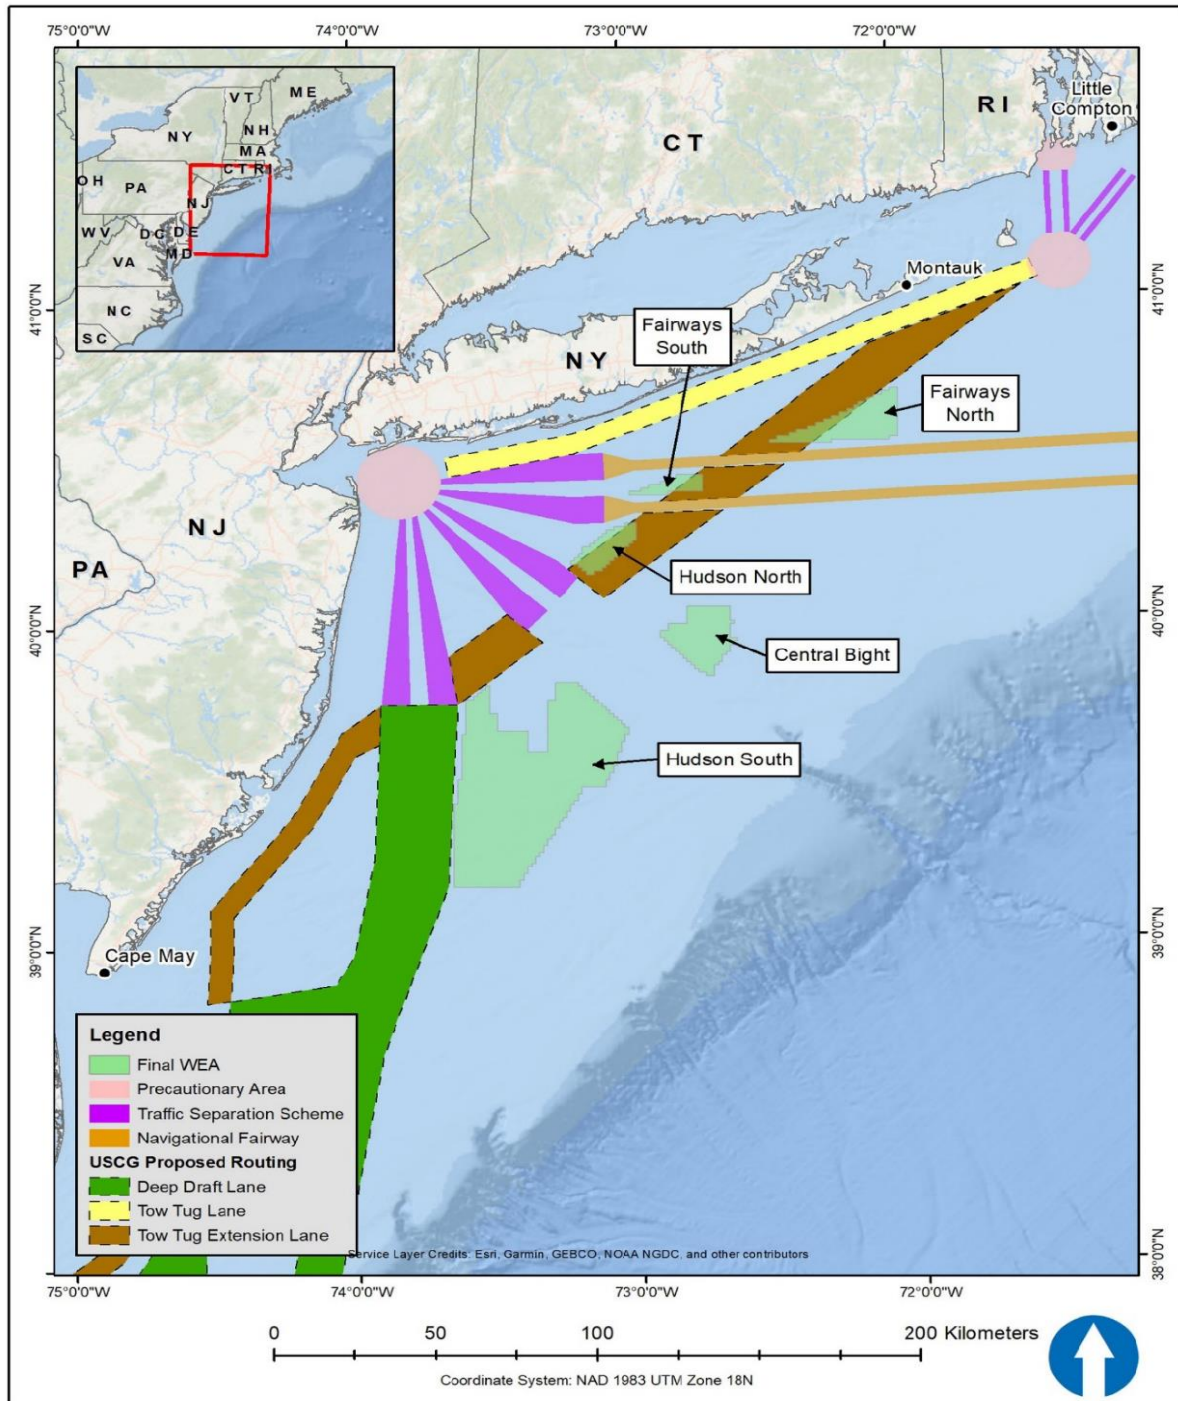 75°0'0"W
74°0'0"W
73°0'0"W
72°0'0"W
ME
VT
NH
NY
MA
CT
RI
OH
PA
NJ
WV
DC
DE
MD
VA
NC
SC
CT
RI
Little
Compton
Montauk
41°0'0"N
41°0'0"N
Fairways
South
NY
Fairways
North
NJ
PA
Hudson North
40°0'0"N
40°0'0"N
Central Bight
Hudson South
39°0'0"N
39°0'0"N
Cape May
Legend
Final WEA
Precautionary Area
Traffic Separation Scheme
Navigational Fairway
USCG Proposed Routing
Deep Draft Lane
Tow Tug Lane
Tow Tug Extension Lane
Service Layer Credits: Esri, Garmin, GEBCO, NOAA NGDC, and other contributors
38°0'0"N
75°0'0"W
74°0'0"W
73°0'0"W
72°0'0"W
0 50 100 200 Kilometers
Coordinate System: NAD 1983 UTM Zone 18N